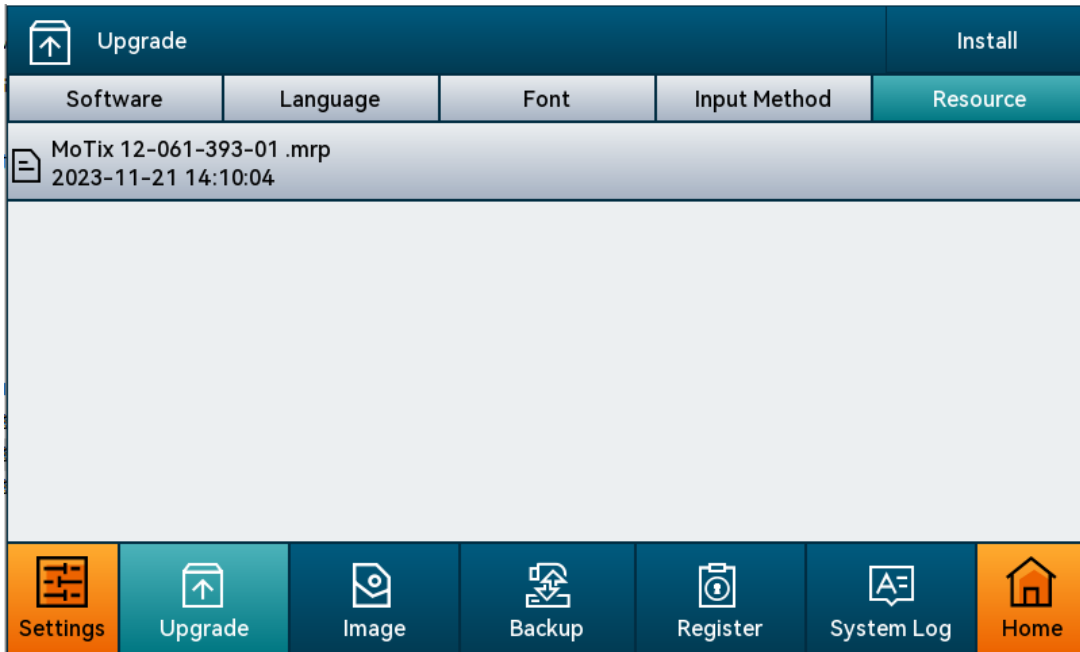 Upgrade
Install
Software
Language
Font
Input Method
Resource
MoTix 12-061-393-01 .mrp
2023-11-21 14:10:04
Settings
Upgrade
Image
Backup
Register
System Log
Home